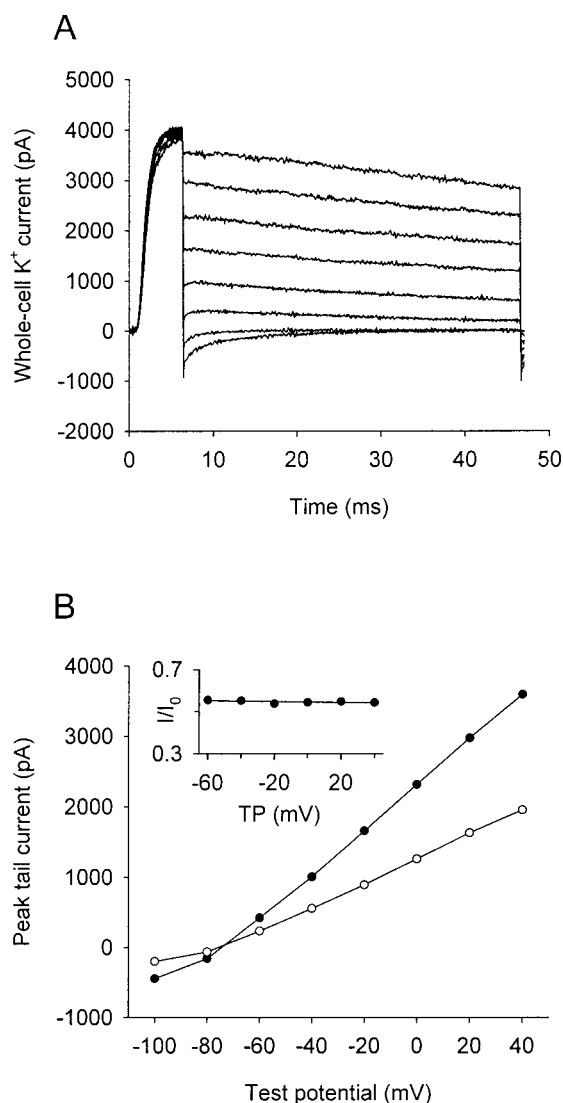 A
Whole-cell K+ current (pA)
5000
4000
3000
2000
1000
0
-1000
-2000
0 10 20 30 40 50
Time (ms)
B
Peak tail current (pA)
4000
3000
2000
1000
0
-1000
I/I0
0.7
0.3
-60 -20 20
TP (mV)
-100 -80 -60 -40 -20 0 20 40
Test potential (mV)